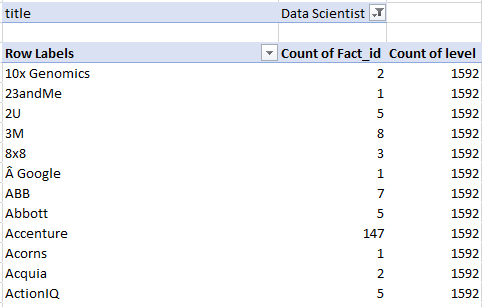 title Data Scientist
Row Labels Count of Fact_id Count of level
10x Genomics 2 1592
23andMe 1 1592
2U 5 1592
3M 8 1592
8x8 3 1592
Â Google 1 1592
ABB 7 1592
Abbott 5 1592
Accenture 147 1592
Acorns 1 1592
Acquia 2 1592
ActionIQ 5 1592